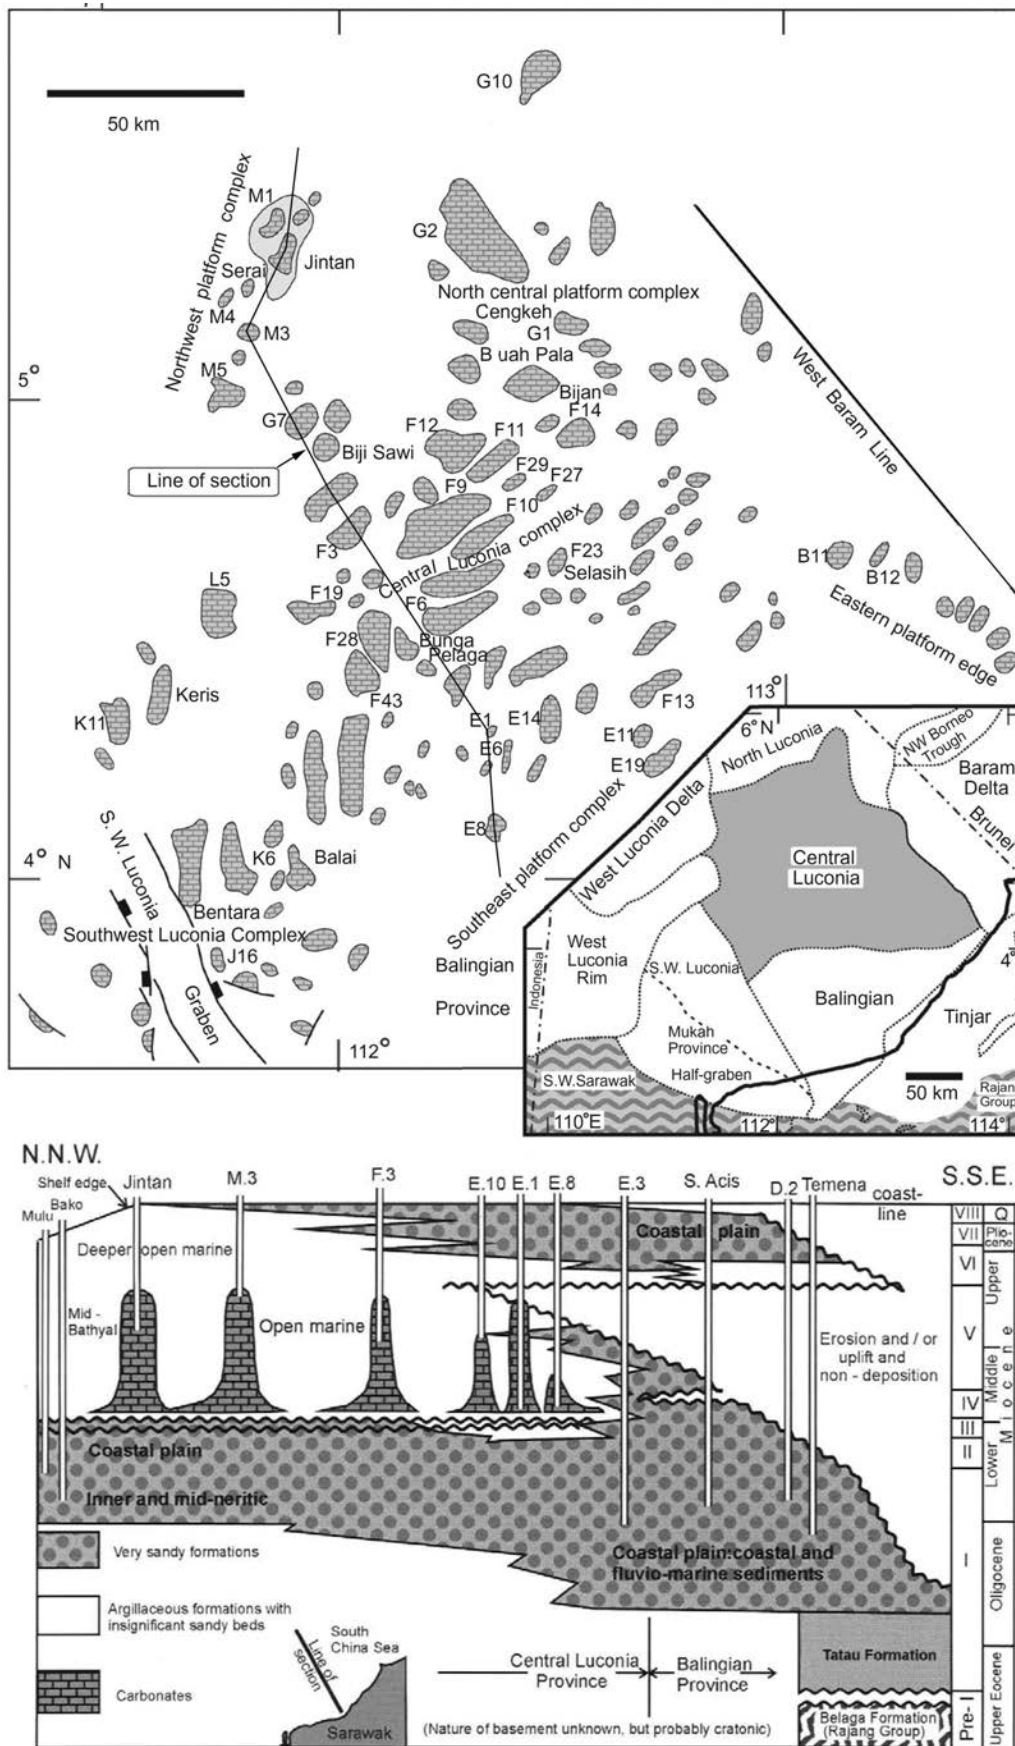 G10
50 km
Northwest platform complex
M1
G2
Serai
Jintan
M4
M3
North central platform complex
Cengkeh
G1
M5
B uah Pala
5°
Bijan
West Baram Line
G7
F12
F11
F14
Biji Sawi
Line of section
F29
F27
F9
F10
F3
Central Luconia complex
F23
Selasih
B11
B12
L5
F19
F6
Eastern platform edge
F28
Bunga
Pelaga
Keris
K11
F43
F13
113°
E1
E14
E11
E6
E19
E8
Southeast platform complex
4° N
S. W. Luconia
Graben
K6
Balai
Bentara
Southwest Luconia Complex
J16
Balingian
Province
112°
6° N
North Luconia
NW Borneo
Trough
Baram
Delta
West Luconia Delta
Brunei
Central
Luconia
West
Luconia
Rim
S.W. Luconia
4°
Indonesia
Balingian
Tinjar
Mukah
Province
Half-graben
S.W.Sarawak
50 km
Rajang
Group
110°E
112°
114°
N.N.W.
S.S.E.
Shelf edge
Mulu
Bako
Jintan
M.3
F.3
E.10
E.1
E.8
E.3
S. Acis
D.2
Temena
coast-
line
VIII
Q
VII
Pliocene
VI
Upper
V
Middle
IV
III
II
Lower
Miocene
I
Oligocene
Pre- I
Upper Eocene
Coastal plain
Deeper open marine
Mid -
Bathyal
Open marine
Erosion and / or
uplift and
non - deposition
Coastal plain
Inner and mid-neritic
Coastal plain:coastal and
fluvio-marine sediments
Very sandy formations
Argillaceous formations with
insignificant sandy beds
Carbonates
South
China Sea
Line of
section
Sarawak
Central Luconia
Province
Balingian
Province
(Nature of basement unknown, but probably cratonic)
Tatau Formation
Belaga Formation
(Rajang Group)